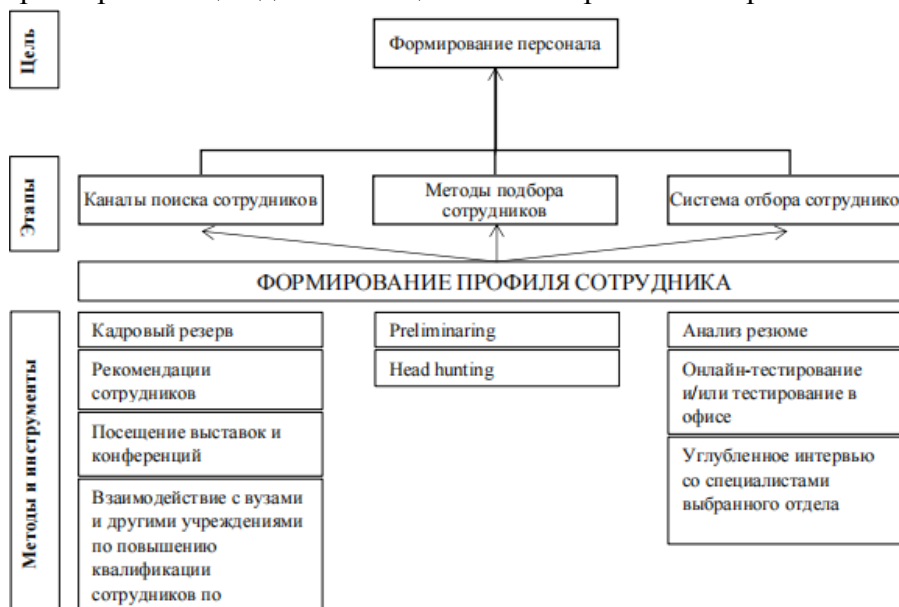 Цель
Формирование персонала
Этапы
Каналы поиска сотрудников
Методы подбора
сотрудников
Система отбора сотруднико
ФОРМИРОВАНИЕ ПРОФИЛЯ СОТРУДНИКА
Методы и инструменты
Кадровый резерв
Рекомендации
сотрудников
Посещение выставок и
конференций
Взаимодействие с вузами
и другими учреждениями
по повышению
квалификации
сотрудников по
Preliminaring
Head hunting
Анализ резюме
Онлайн-тестирование
и/или тестирование в
офисе
Углубленное интервью
со специалистами
выбранного отдела